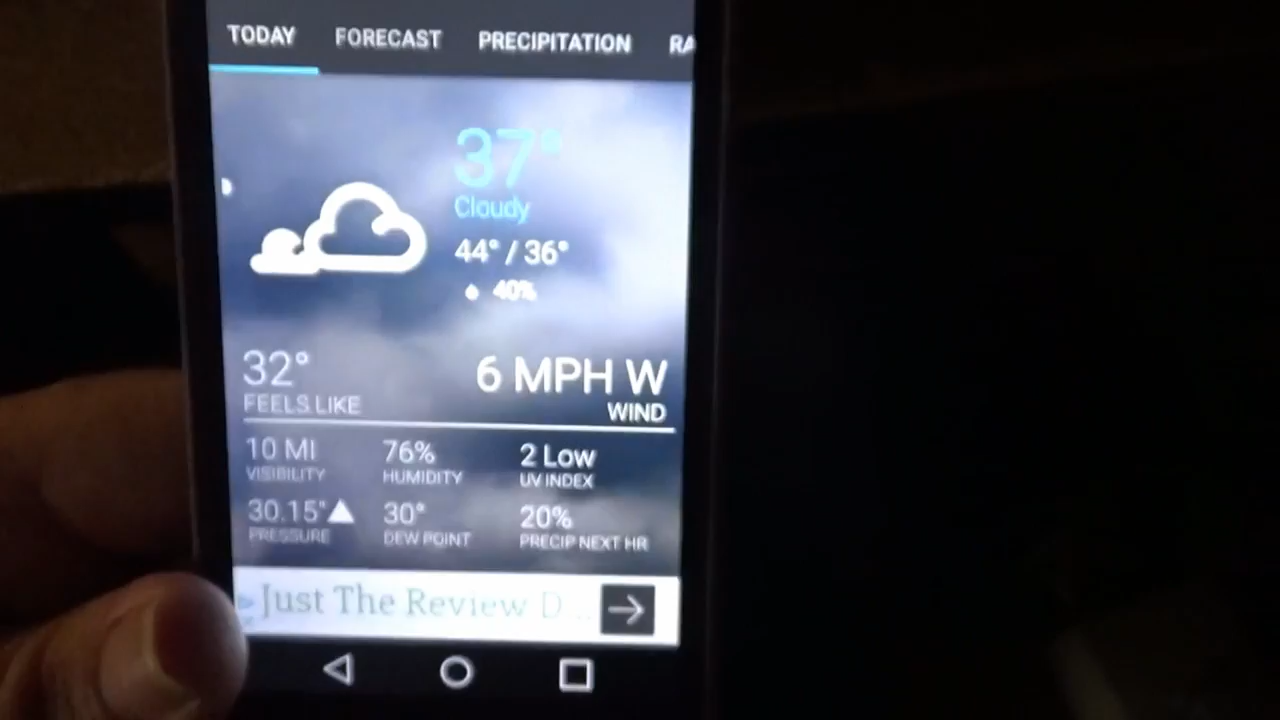 TODAY FORECAST PRECIPITATION RA
37°
Cloudy
44° / 36°
40%
32° 6 MPH W
FEELS LIKE WIND
10 MI 76% 2 Low
VISIBILITY HUMIDITY UV INDEX
30.15" 30° 20%
PRESSURE DEW POINT PRECIP NEXT HR
Just The Review D...